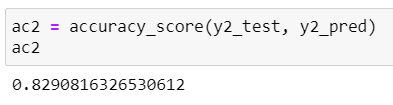 ac2 = accuracy_score(y2_test, y2_pred)
ac2
0.8290816326530612